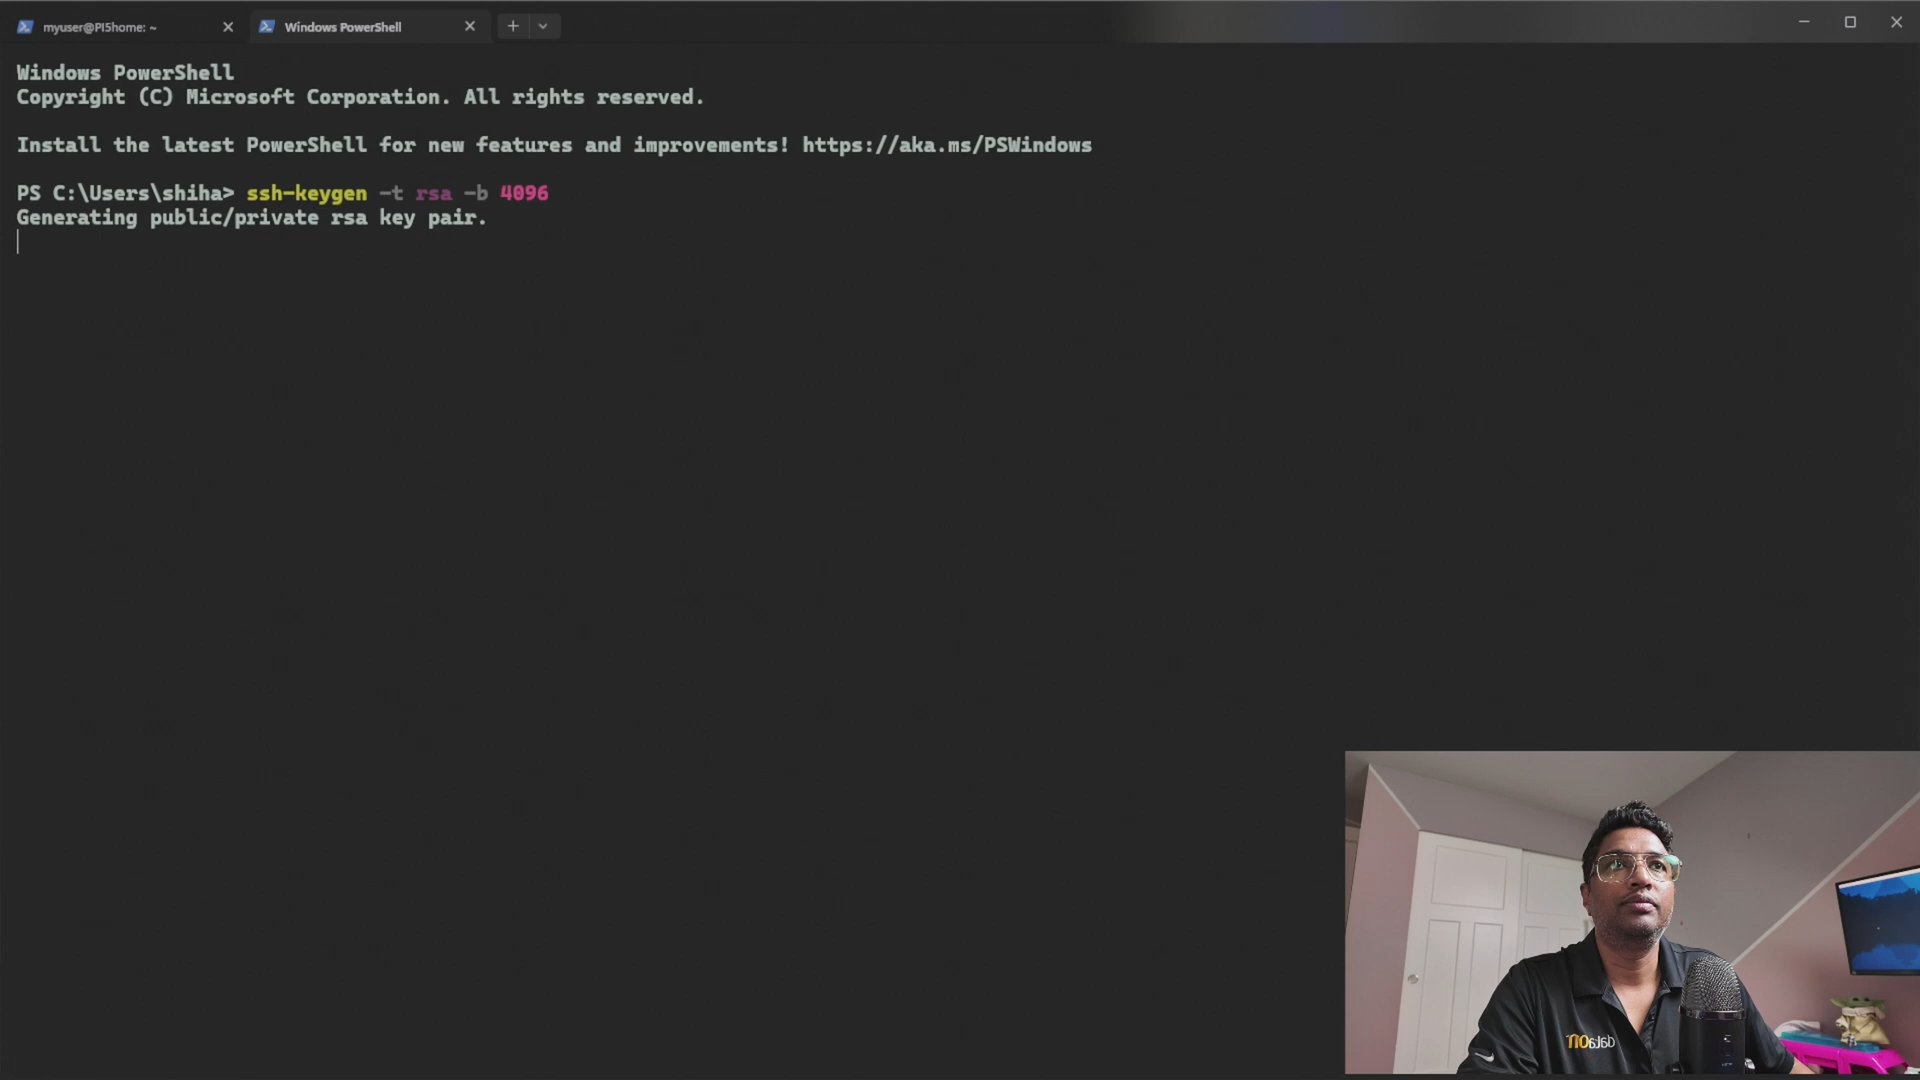 myuser@PI5home: ~
Windows PowerShell
Windows PowerShell
Copyright (C) Microsoft Corporation. All rights reserved.
Install the latest PowerShell for new features and improvements! https://aka.ms/PSWindows
PS C:\Users\shiha> ssh-keygen -t rsa -b 4096
Generating public/private rsa key pair.
dataON